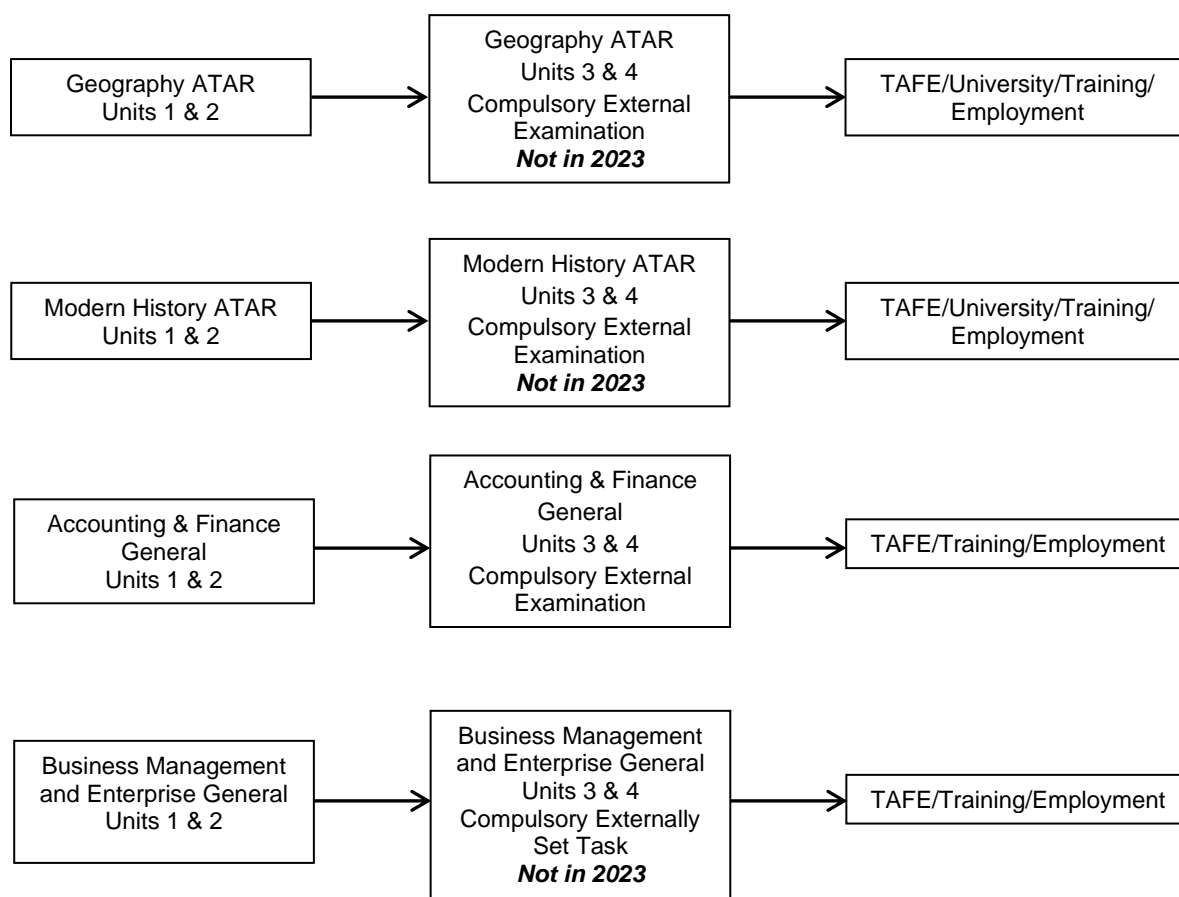 Geography ATAR
Units 1 & 2
Geography ATAR
Units 3 & 4
Compulsory External
Examination
Not in 2023
TAFE/University/Training/
Employment
Modern History ATAR
Units 1 & 2
Modern History ATAR
Units 3 & 4
Compulsory External
Examination
Not in 2023
TAFE/University/Training/
Employment
Accounting & Finance
General
Units 1 & 2
Accounting & Finance
General
Units 3 & 4
Compulsory External
Examination
TAFE/Training/Employment
Business Management
and Enterprise General
Units 1 & 2
Business Management
and Enterprise General
Units 3 & 4
Compulsory Externally
Set Task
Not in 2023
TAFE/Training/Employment